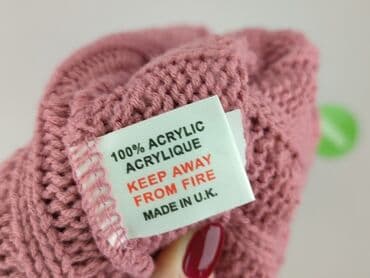 100% ACRYLIC
ACRYLIQUE
KEEP AWAY
FROM FIRE
MADE IN U.K.